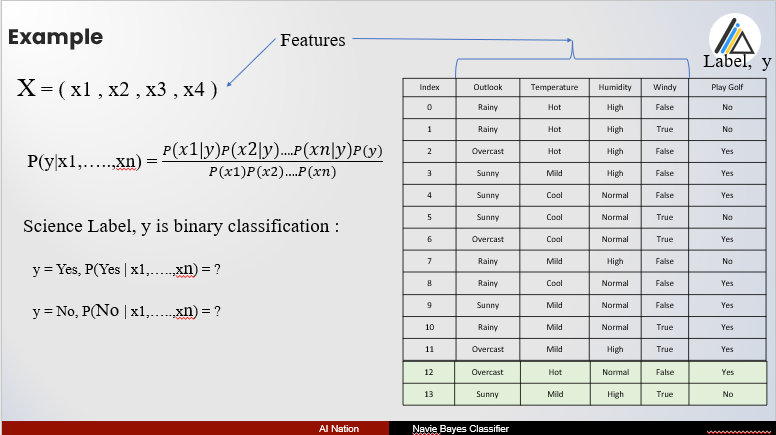 Example
Features
Label, y
X = ( x1 , x2 , x3 , x4 )
P(y|x1,…..,xn) = P(x1|y)P(x2|y)….P(xn|y)P(y)
P(x1)P(x2)….P(xn)
Science Label, y is binary classification :
y = Yes, P(Yes | x1,…..,xn) = ?
y = No, P(No | x1,…..,xn) = ?
Index Outlook Temperature Humidity Windy Play Golf
0 Rainy Hot High False No
1 Rainy Hot High True No
2 Overcast Hot High False Yes
3 Sunny Mild High False Yes
4 Sunny Cool Normal False Yes
5 Sunny Cool Normal True No
6 Overcast Cool Normal True Yes
7 Rainy Mild High False No
8 Rainy Cool Normal False Yes
9 Sunny Mild Normal False Yes
10 Rainy Mild Normal True Yes
11 Overcast Mild High True Yes
12 Overcast Hot Normal False Yes
13 Sunny Mild High True No
AI Nation
Navie Bayes Classifier